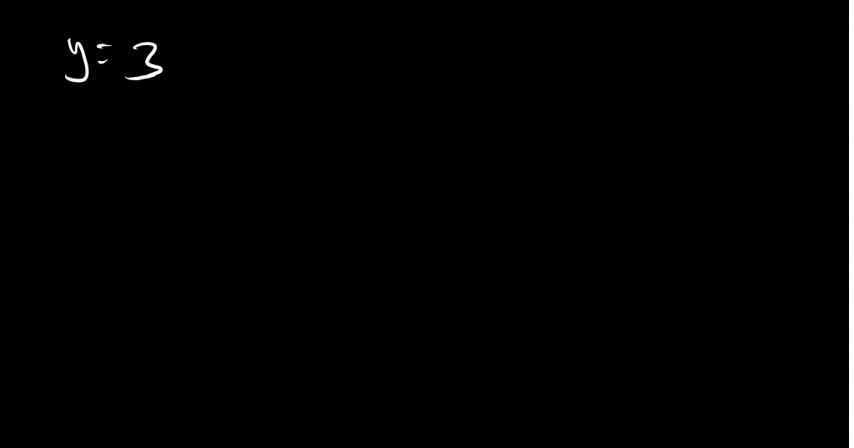 y = 3